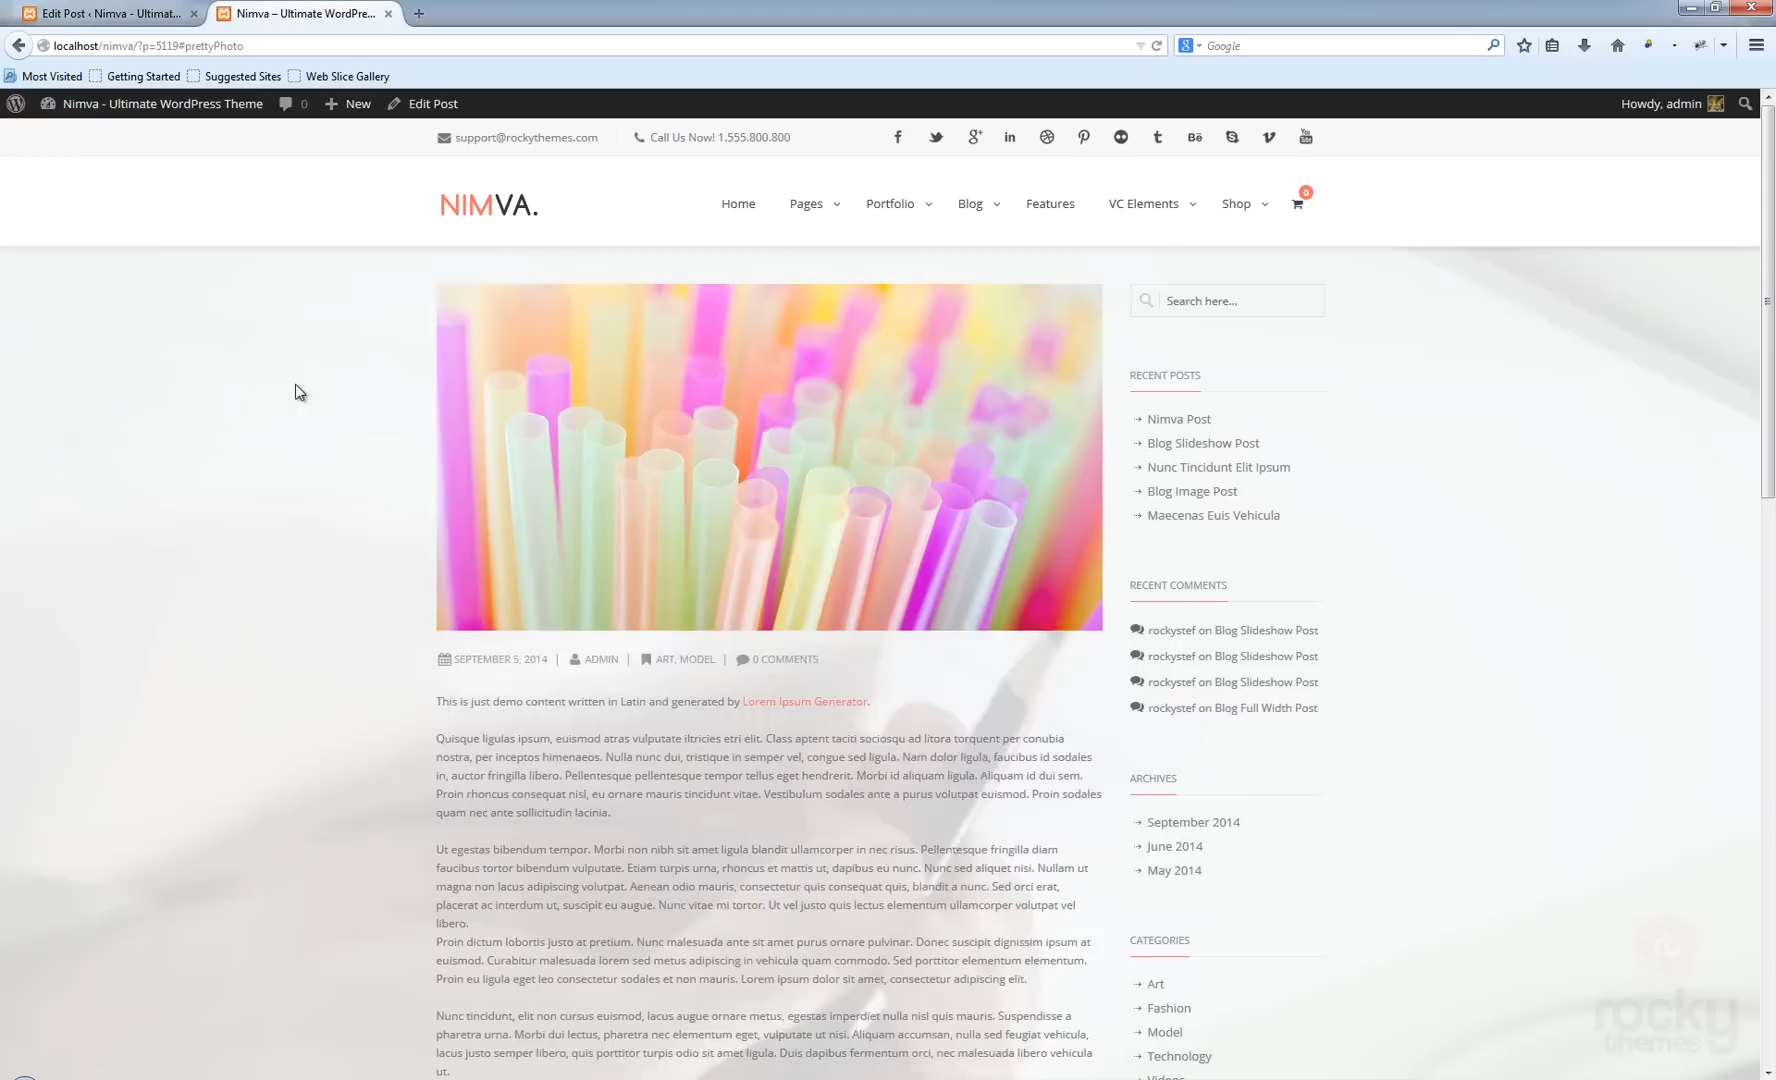 Edit Post ‹ Nimva - Ultimat...
Nimva – Ultimate WordPre...
localhost/nimva/?p=5119#prettyPhoto
Google
Most Visited
Getting Started
Suggested Sites
Web Slice Gallery
Nimva - Ultimate WordPress Theme
0
New
Edit Post
Howdy, admin
support@rockythemes.com
Call Us Now! 1.555.800.800
NIMVA.
Home
Pages
Portfolio
Blog
Features
VC Elements
Shop
0
Search here...
RECENT POSTS
Nimva Post
Blog Slideshow Post
Nunc Tincidunt Elit Ipsum
Blog Image Post
Maecenas Euis Vehicula
RECENT COMMENTS
rockystef on Blog Slideshow Post
rockystef on Blog Slideshow Post
rockystef on Blog Slideshow Post
rockystef on Blog Full Width Post
ARCHIVES
September 2014
June 2014
May 2014
CATEGORIES
Art
Fashion
Model
Technology
Videos
SEPTEMBER 5, 2014 | ADMIN | ART, MODEL | 0 COMMENTS
This is just demo content written in Latin and generated by Lorem Ipsum Generator.
Quisque ligulas ipsum, euismod atras vulputate iltricies etri elit. Class aptent taciti sociosqu ad litora torquent per conubia
nostra, per inceptos himenaeos. Nulla nunc dui, tristique in semper vel, congue sed ligula. Nam dolor ligula, faucibus id sodales
in, auctor fringilla libero. Pellentesque pellentesque tempor tellus eget hendrerit. Morbi id aliquam ligula. Aliquam id dui sem.
Proin rhoncus consequat nisl, eu ornare mauris tincidunt vitae. Vestibulum sodales ante a purus volutpat euismod. Proin sodales
quam nec ante sollicitudin lacinia.
Ut egestas bibendum tempor. Morbi non nibh sit amet ligula blandit ullamcorper in nec risus. Pellentesque fringilla diam
faucibus tortor bibendum vulputate. Etiam turpis urna, rhoncus et mattis ut, dapibus eu nunc. Nunc sed aliquet nisi. Nullam ut
magna non lacus adipiscing volutpat. Aenean odio mauris, consectetur quis consequat quis, blandit a nunc. Sed orci erat,
placerat ac interdum ut, suscipit eu augue. Nunc vitae mi tortor. Ut vel justo quis lectus elementum ullamcorper volutpat vel
libero.
Proin dictum lobortis justo at pretium. Nunc malesuada ante sit amet purus ornare pulvinar. Donec suscipit dignissim ipsum at
euismod. Curabitur malesuada lorem sed metus adipiscing in vehicula quam commodo. Sed porttitor elementum elementum.
Proin eu ligula eget leo consectetur sodales et non mauris. Lorem ipsum dolor sit amet, consectetur adipiscing elit.
Nunc tincidunt, elit non cursus euismod, lacus augue ornare metus, egestas imperdiet nulla nisl quis mauris. Suspendisse a
pharetra urna. Morbi dui lectus, pharetra nec elementum eget, vulputate ut nisi. Aliquam accumsan, nulla sed feugiat vehicula,
lacus justo semper libero, quis porttitor turpis odio sit amet ligula. Duis dapibus fermentum orci, nec malesuada libero vehicula
ut.
rocky
themes